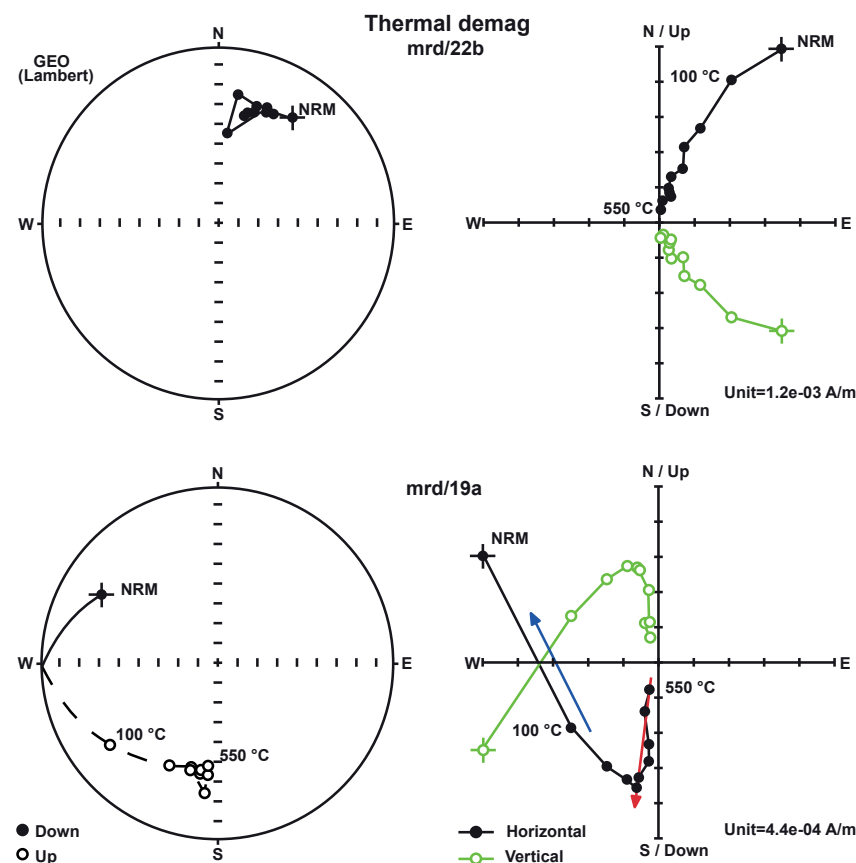 Thermal demag
mrd/22b
GEO
(Lambert)
N
W
E
S
NRM
N / Up
NRM
100 °C
550 °C
W
E
Unit=1.2e-03 A/m
S / Down
mrd/19a
N
NRM
W
E
100 °C
550 °C
S
Down
Up
N / Up
NRM
W
E
550 °C
100 °C
Horizontal
Vertical
S / Down
Unit=4.4e-04 A/m